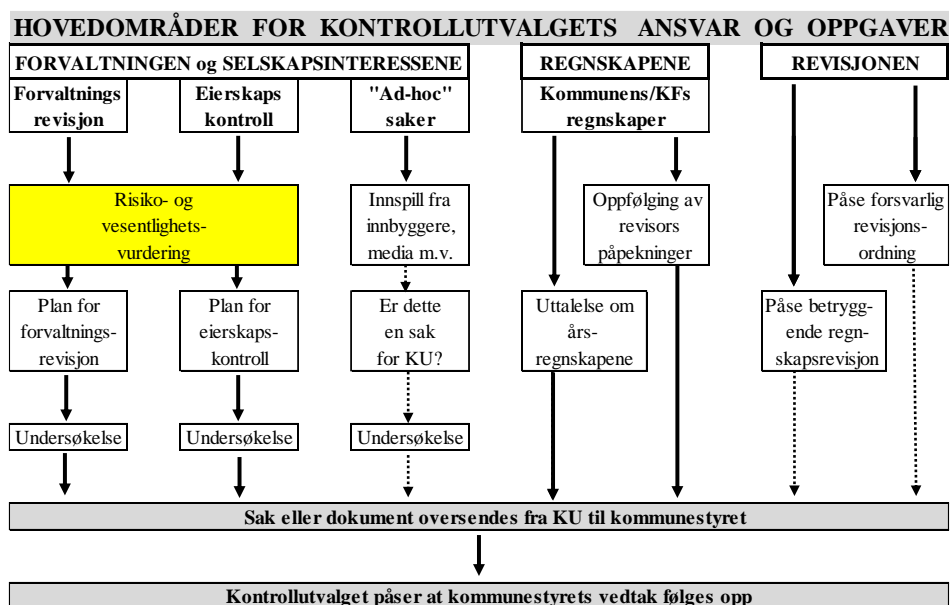 HOVEDOMRÅDER FOR KONTROLLUTVALGETS ANSVAR OG OPPGAVER
FORVALTNINGEN og SELSKAPSINTERESSENE
REGNSKAPENE
REVISJONEN
Forvaltnings
revisjon
Eierskaps
kontroll
"Ad-hoc"
saker
Kommunens/KFs
regnskaper
Risiko- og
vesentlighets-
vurdering
Innspill fra
innbyggere,
media m.v.
Oppfølging av
revisors
påpekninger
Påse forsvarlig
revisjons-
ordning
Plan for
forvaltnings-
revisjon
Plan for
eierskaps-
kontroll
Er dette
en sak
for KU?
Uttalelse om
års-
regnskapene
Påse betrygg-
ende regn-
skapsrevisjon
Undersøkelse
Undersøkelse
Undersøkelse
Sak eller dokument oversendes fra KU til kommunestyret
Kontrollutvalget påser at kommunestyrets vedtak følges opp